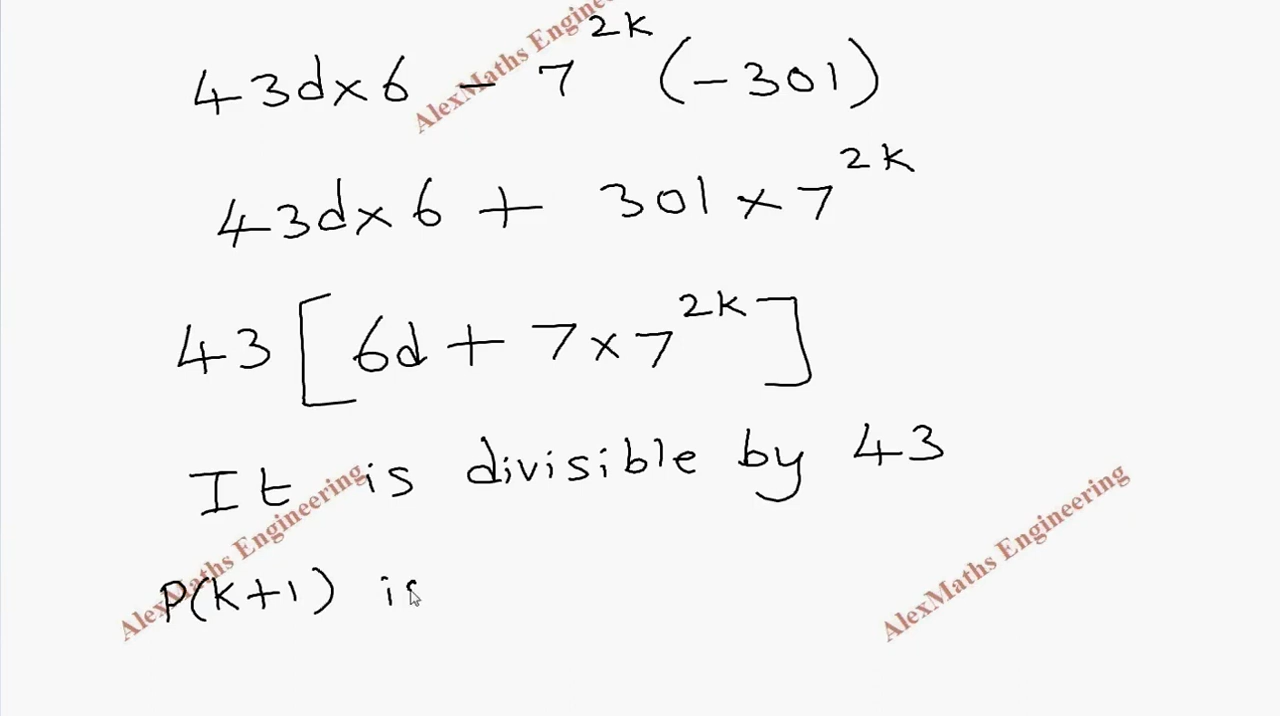 43d×6 - 7^{2k} (-301)
43d×6 + 301 × 7^{2k}
43 [ 6d + 7 × 7^{2k} ]
It is divisible by 43
P(k+1) is
AlexMaths Engineering
AlexMaths Engineering
AlexMaths Engineering